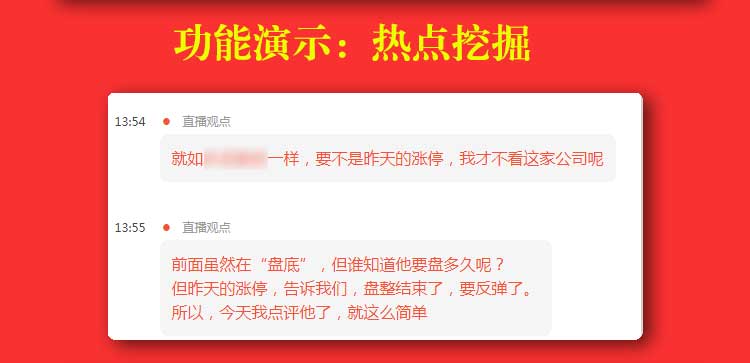 功能演示：热点挖掘
13:54 直播观点
就如一样，要不是昨天的涨停，我才不看这家公司呢
13:55 直播观点
前面虽然在“盘底”，但谁知道他要盘多久呢？
但昨天的涨停，告诉我们，盘整结束了，要反弹了。
所以，今天我点评他了，就这么简单